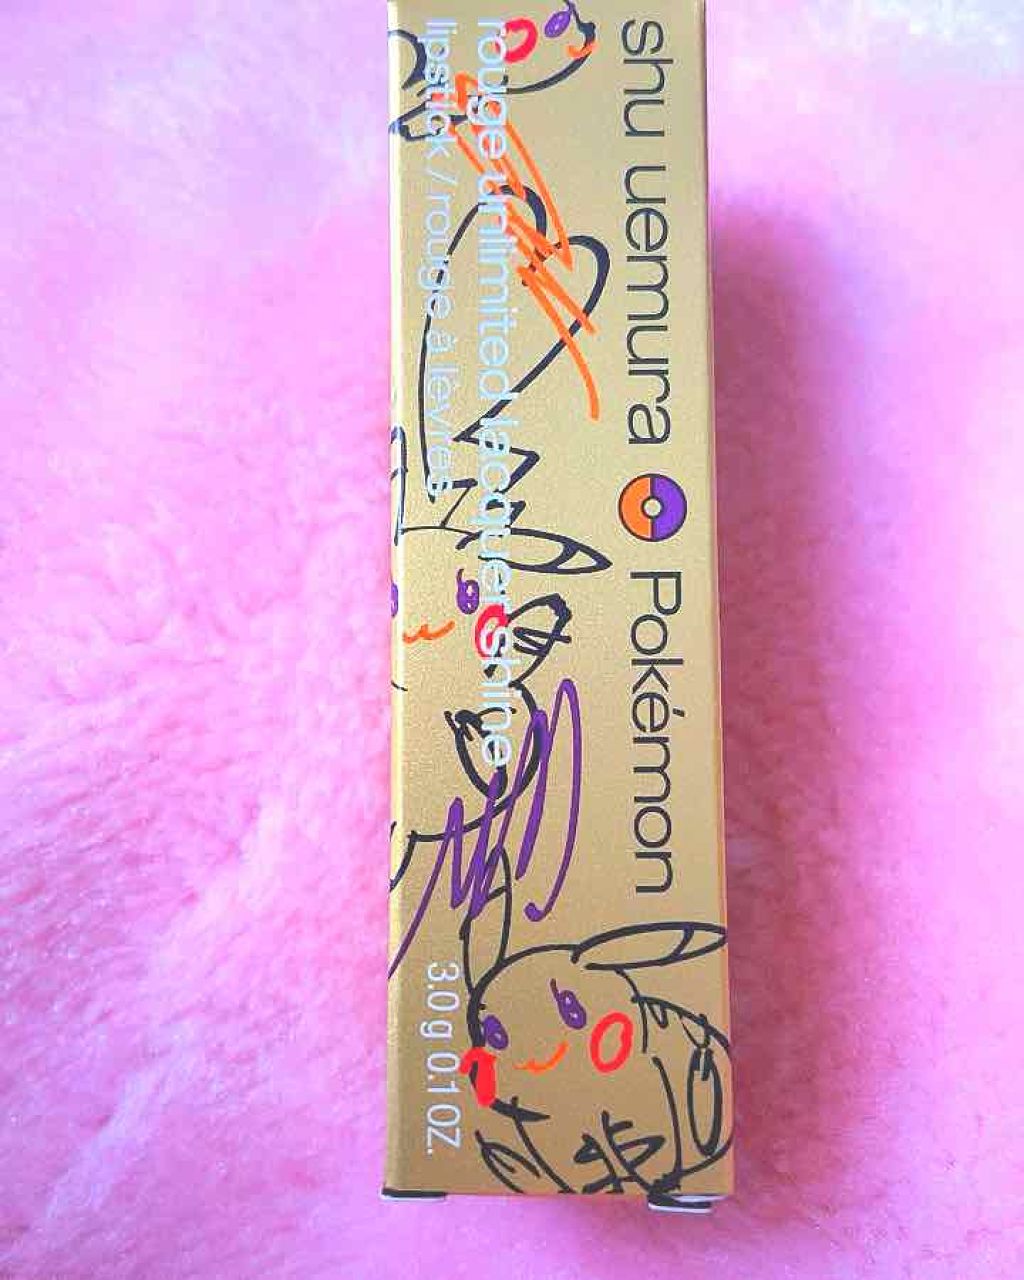 shu uemura Pokémon
rouge unlimited lacquer shine
lipstick / rouge à lèvres
3.0 g 0.1 OZ.